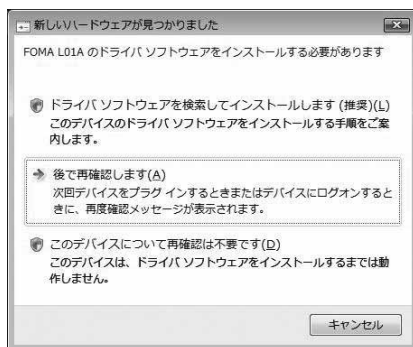 新しいハードウェアが見つかりました
FOMA L01A のドライバ ソフトウェアをインストールする必要があります
ドライバ ソフトウェアを検索してインストールします (推奨)(L)
このデバイスのドライバ ソフトウェアをインストールする手順をご案
内します。
後で再確認します(A)
次回デバイスをプラグ インするときまたはデバイスにログオンすると
きに、再度確認メッセージが表示されます。
このデバイスについて再確認は不要です(D)
このデバイスは、ドライバ ソフトウェアをインストールするまでは動
作しません。
キャンセル